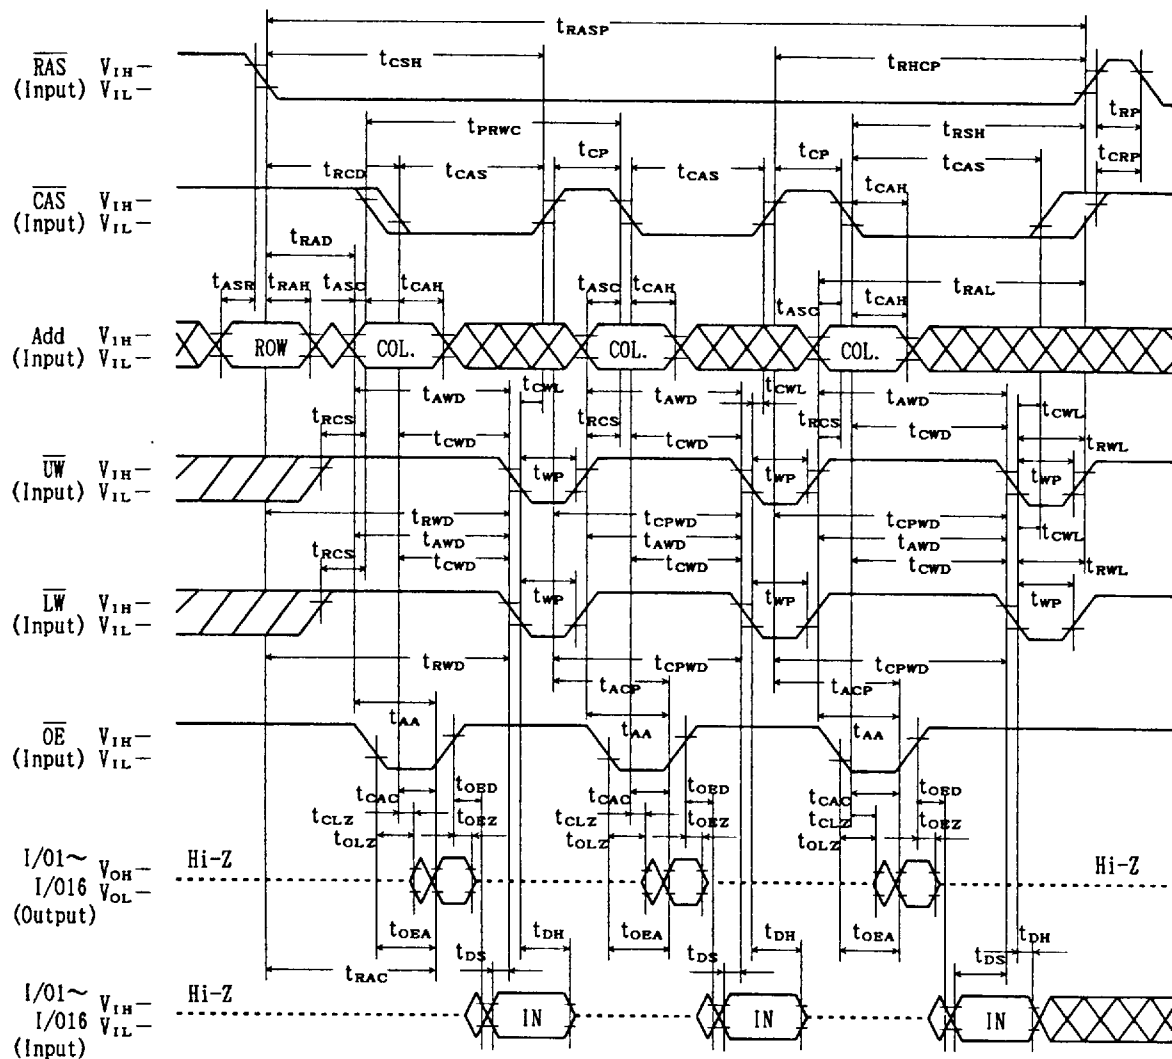 tRASP
tCSH tRHCP
RAS VIH
(Input) VIL
tPRWC tRSH tRP
tRCD tCAS tCP tCAS tCP tCAS tCRP
CAS VIH tCAH
(Input) VIL
tRAD
tASR tRAH tASC tCAH tASC tCAH tASC tCAH tRAL
Add VIH
(Input) VIL ROW COL. COL. COL.
tAWD tCWL tAWD tCWL tAWD tCWL
tRCS tCWD tRCS tCWD tRCS tCWD tRWL
UW VIH tWP tWP tWP
(Input) VIL
tRWD tCPWD tCPWD tCWL
tAWD tAWD tAWD
tRCS tCWD tCWD tCWD tRWL
LW VIH tWP tWP tWP
(Input) VIL
tRWD tCPWD tCPWD
tACP tACP
OE VIH tAA tAA tAA
(Input) VIL
tCAC tOED tCAC tOED tCAC tOED
tCLZ tOEZ tCLZ tOEZ tCLZ tOEZ
tOLZ tOLZ tOLZ
I/O1~ VOH Hi-Z Hi-Z
I/O16 VOL
(Output)
tOEA tDH tOEA tDH tOEA tDH
tRAC tDS tDS tDS
I/O1~ VIH Hi-Z
I/O16 VIL IN IN IN
(Input)